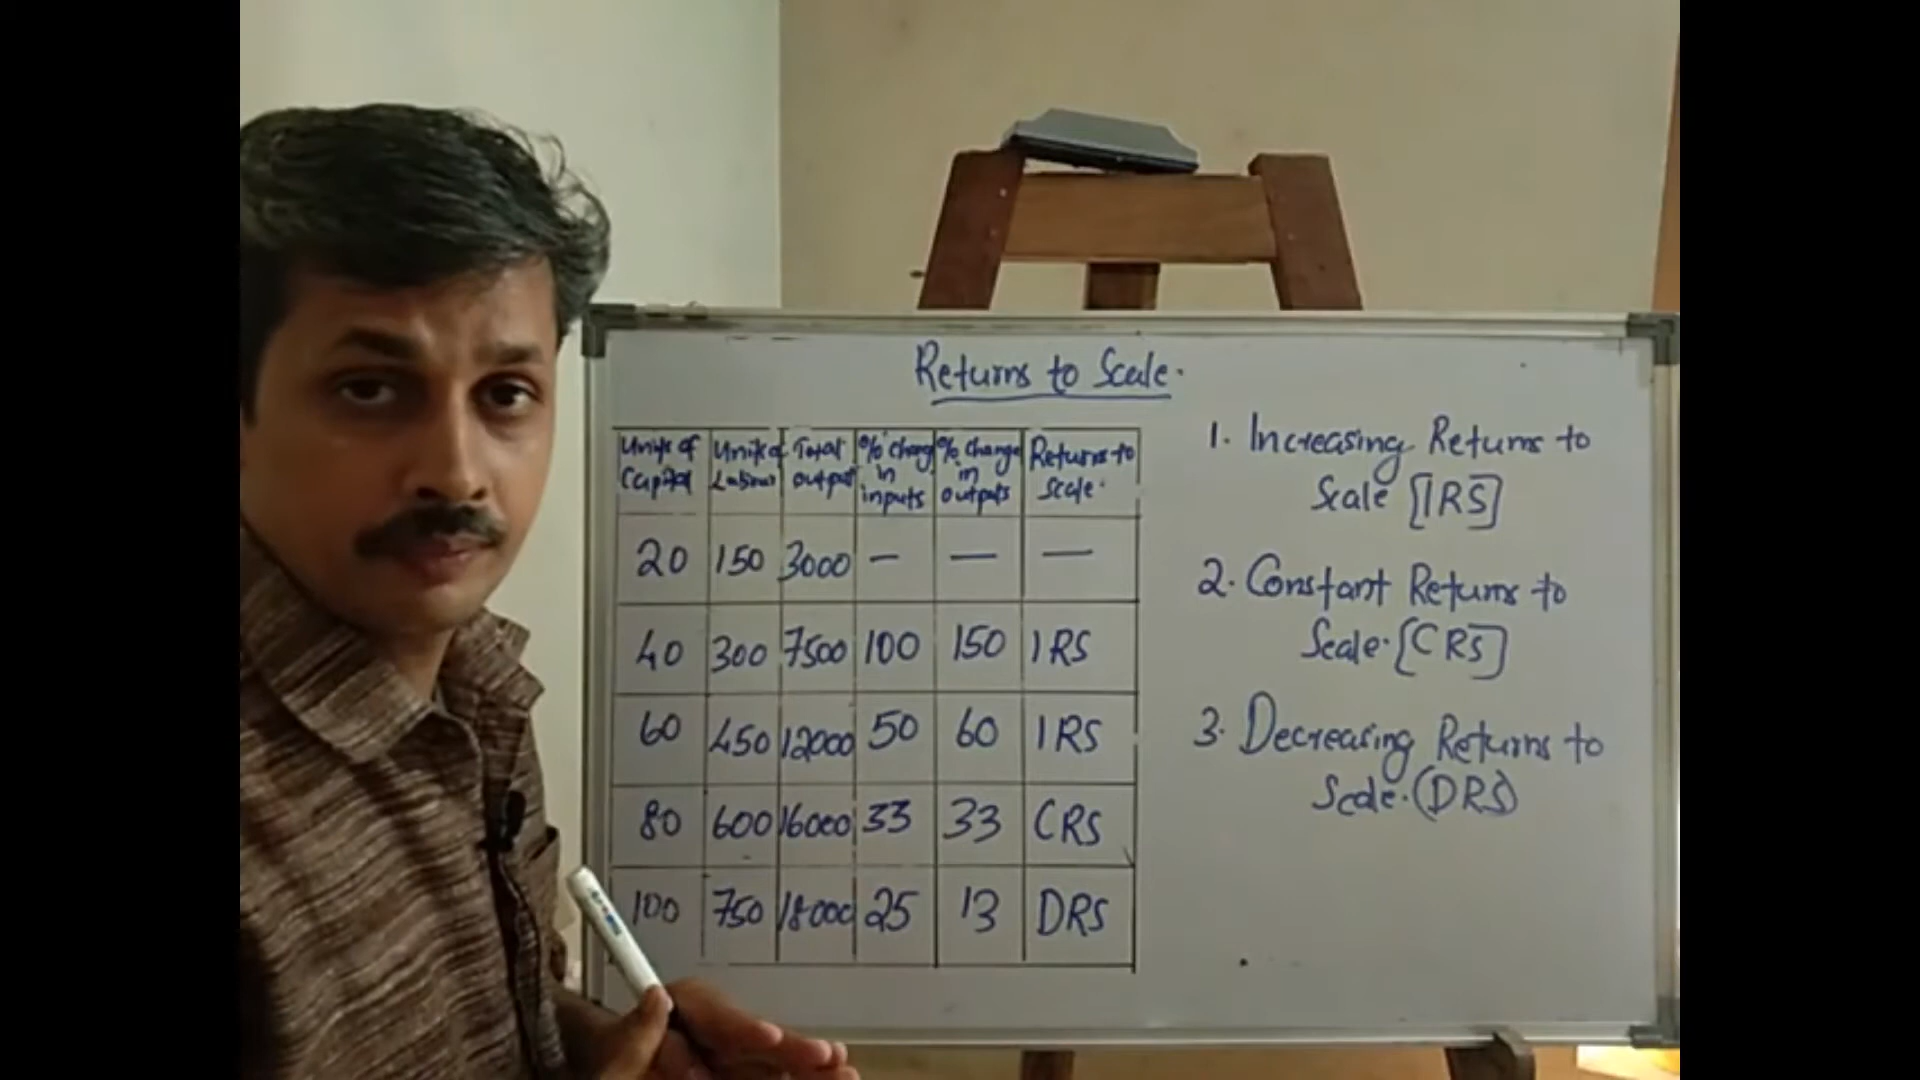 Returns to Scale.
Units of Capital | Units of Labour | Total output | % change in inputs | % change in outputs | Returns to Scale.
20 | 150 | 3000 | — | — | —
40 | 300 | 7500 | 100 | 150 | IRS
60 | 450 | 12000 | 50 | 60 | IRS
80 | 600 | 16000 | 33 | 33 | CRS
100 | 750 | 18000 | 25 | 13 | DRS
1. Increasing Returns to
Scale [IRS]
2. Constant Returns to
Scale. [CRS]
3. Decreasing Returns to
Scale. (DRS)